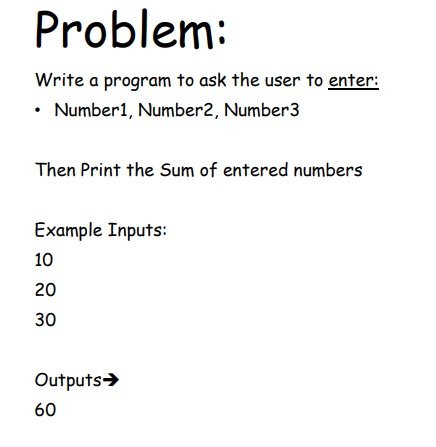 Problem:
Write a program to ask the user to enter:
• Number1, Number2, Number3
Then Print the Sum of entered numbers
Example Inputs:
10
20
30
Outputs➔
60